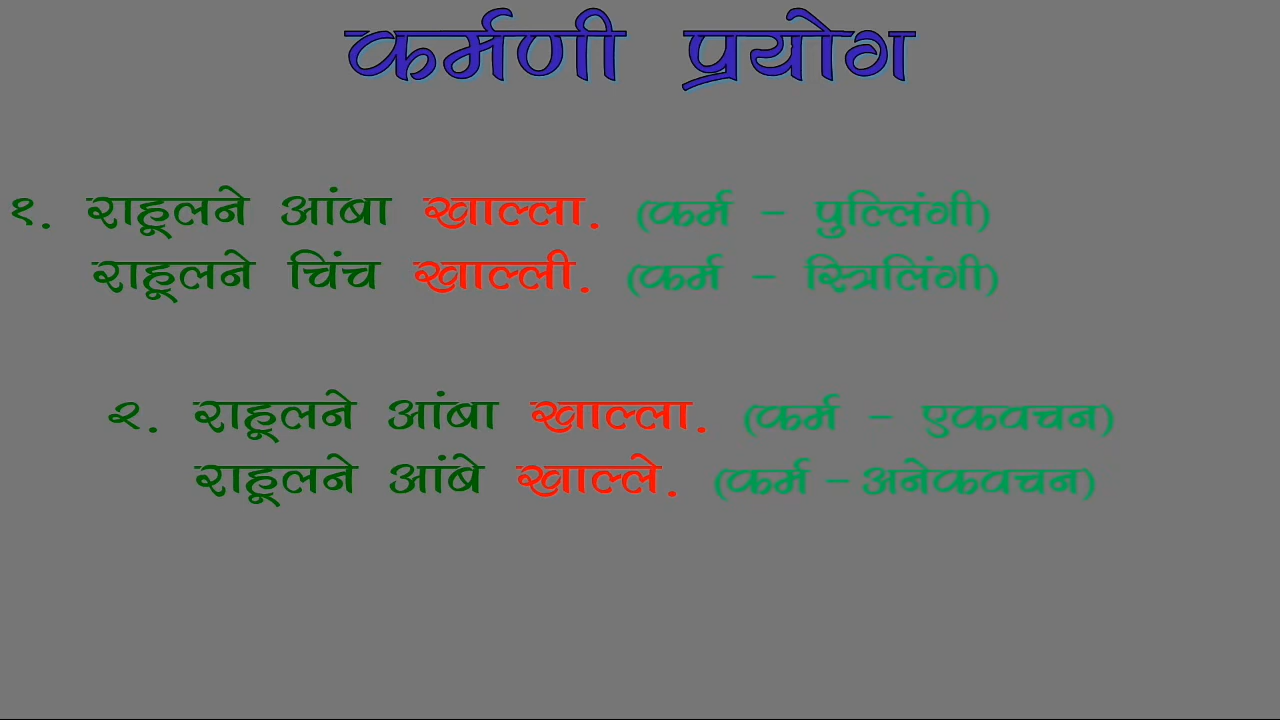 कर्मणी प्रयोग
१. राहूलने आंबा खाल्ला. (कर्म - पुल्लिंगी)
राहूलने चिंच खाल्ली. (कर्म - स्त्रिलिंगी)
२. राहूलने आंबा खाल्ला. (कर्म - एकवचन)
राहूलने आंबे खाल्ले. (कर्म - अनेकवचन)